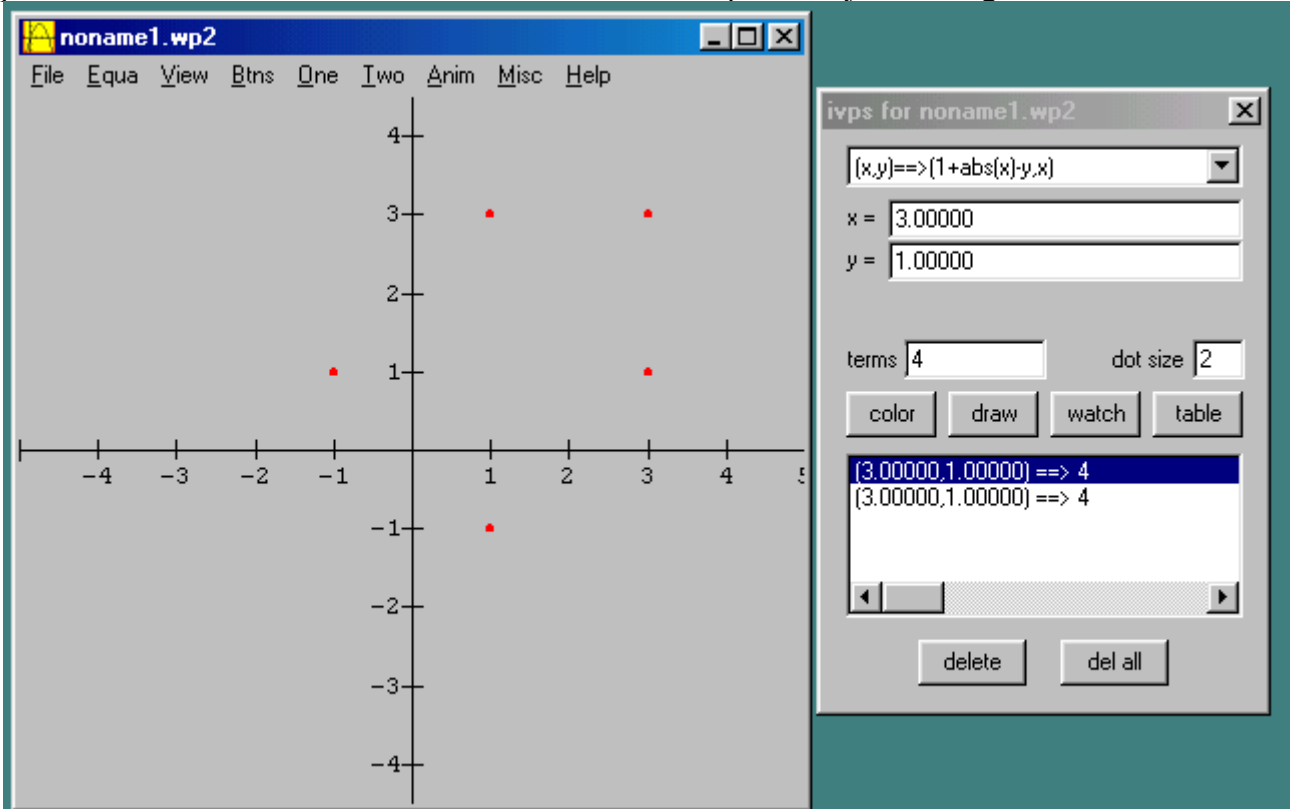 noname1.wp2
File Equa View Btns One Two Anim Misc Help
4
3
2
1
-4 -3 -2 -1 1 2 3 4
-1
-2
-3
-4
ivps for noname1.wp2
(x,y)==>(1+abs(x)-y,x)
x = 3.00000
y = 1.00000
terms 4 dot size 2
color draw watch table
(3.00000,1.00000) ==> 4
(3.00000,1.00000) ==> 4
delete del all